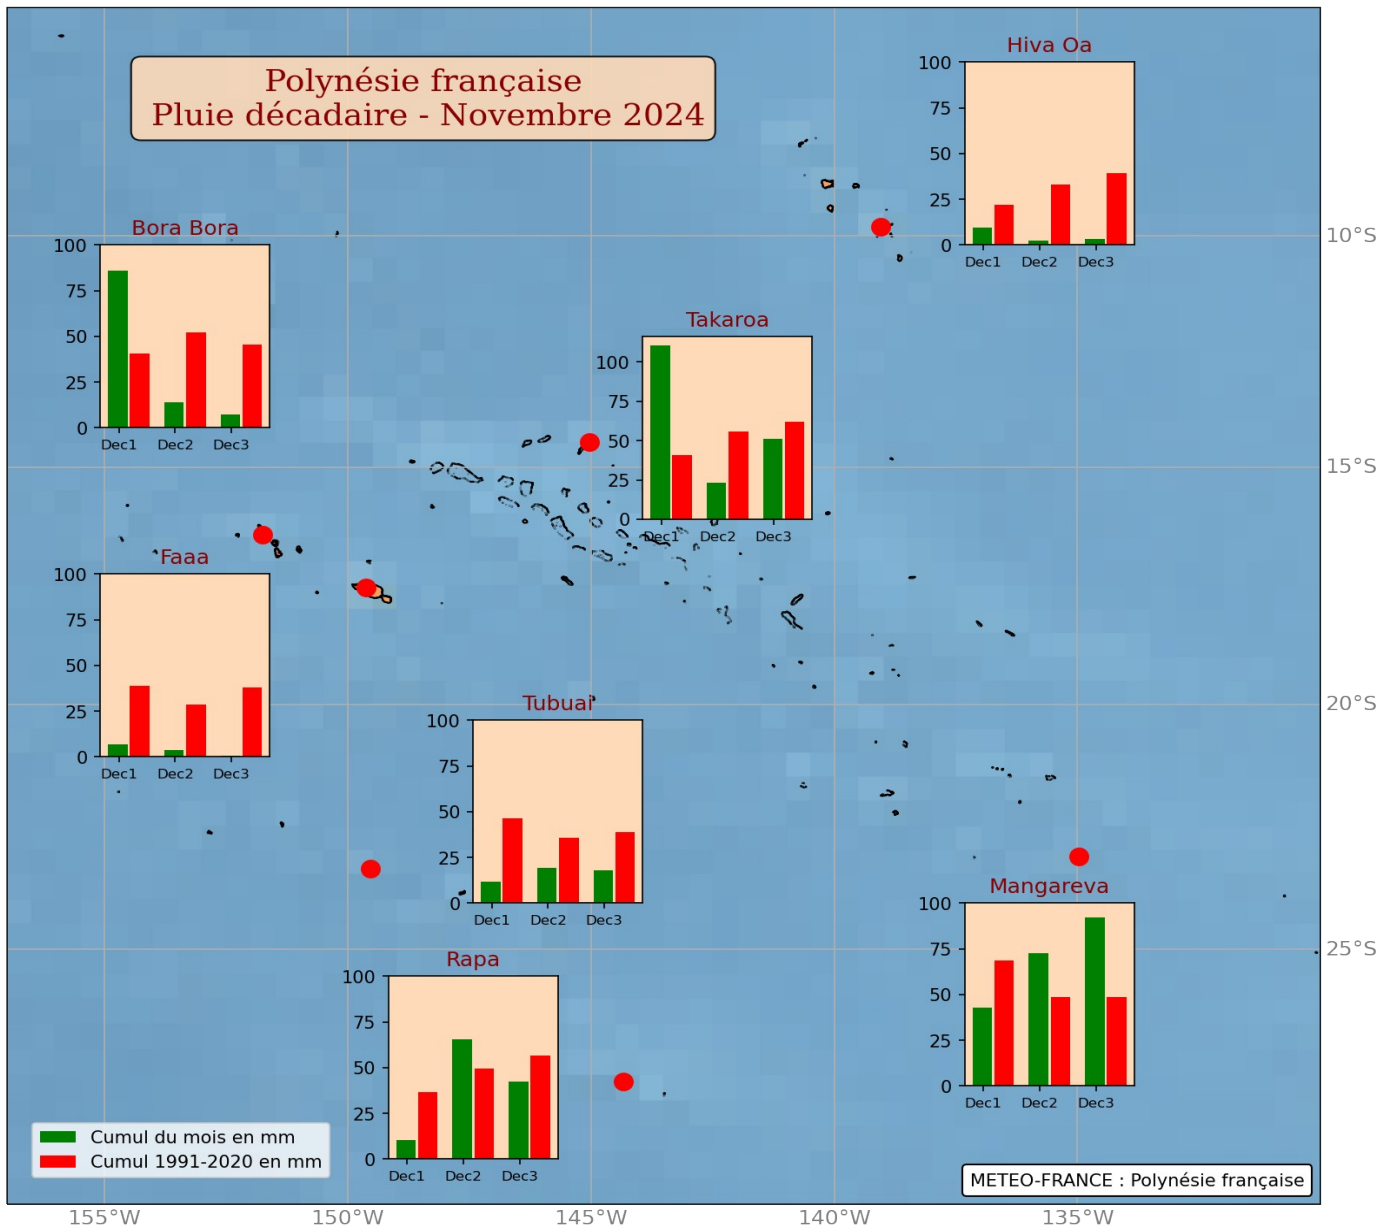 Polynésie française
Pluie décadaire - Novembre 2024
Hiva Oa
100
75
50
25
0
Dec1 Dec2 Dec3
Bora Bora
100
75
50
25
0
Dec1 Dec2 Dec3
Takaroa
100
75
50
25
0
Dec1 Dec2 Dec3
Faaa
100
75
50
25
0
Dec1 Dec2 Dec3
Tubuai
100
75
50
25
0
Dec1 Dec2 Dec3
Mangareva
100
75
50
25
0
Dec1 Dec2 Dec3
Rapa
100
75
50
25
0
Dec1 Dec2 Dec3
10°S
15°S
20°S
25°S
Cumul du mois en mm
Cumul 1991-2020 en mm
METEO-FRANCE : Polynésie française
155°W 150°W 145°W 140°W 135°W